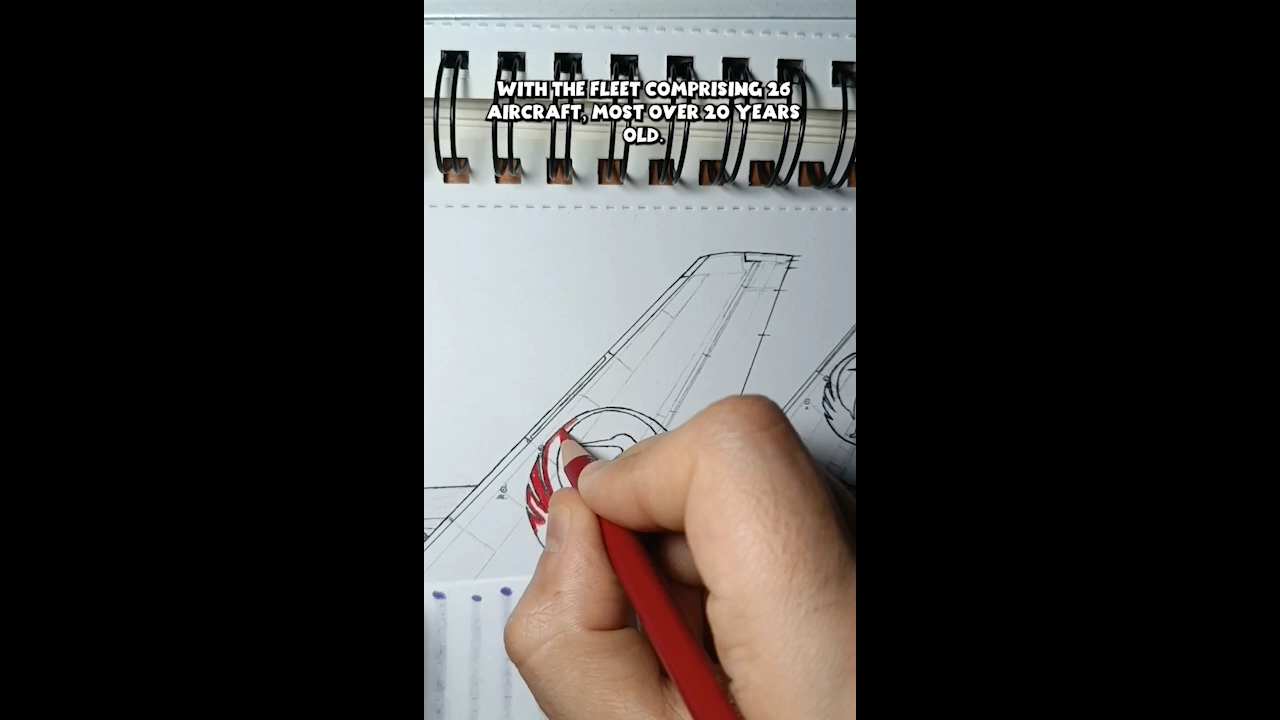 WITH THE FLEET COMPRISING 26
AIRCRAFT, MOST OVER 20 YEARS
OLD.